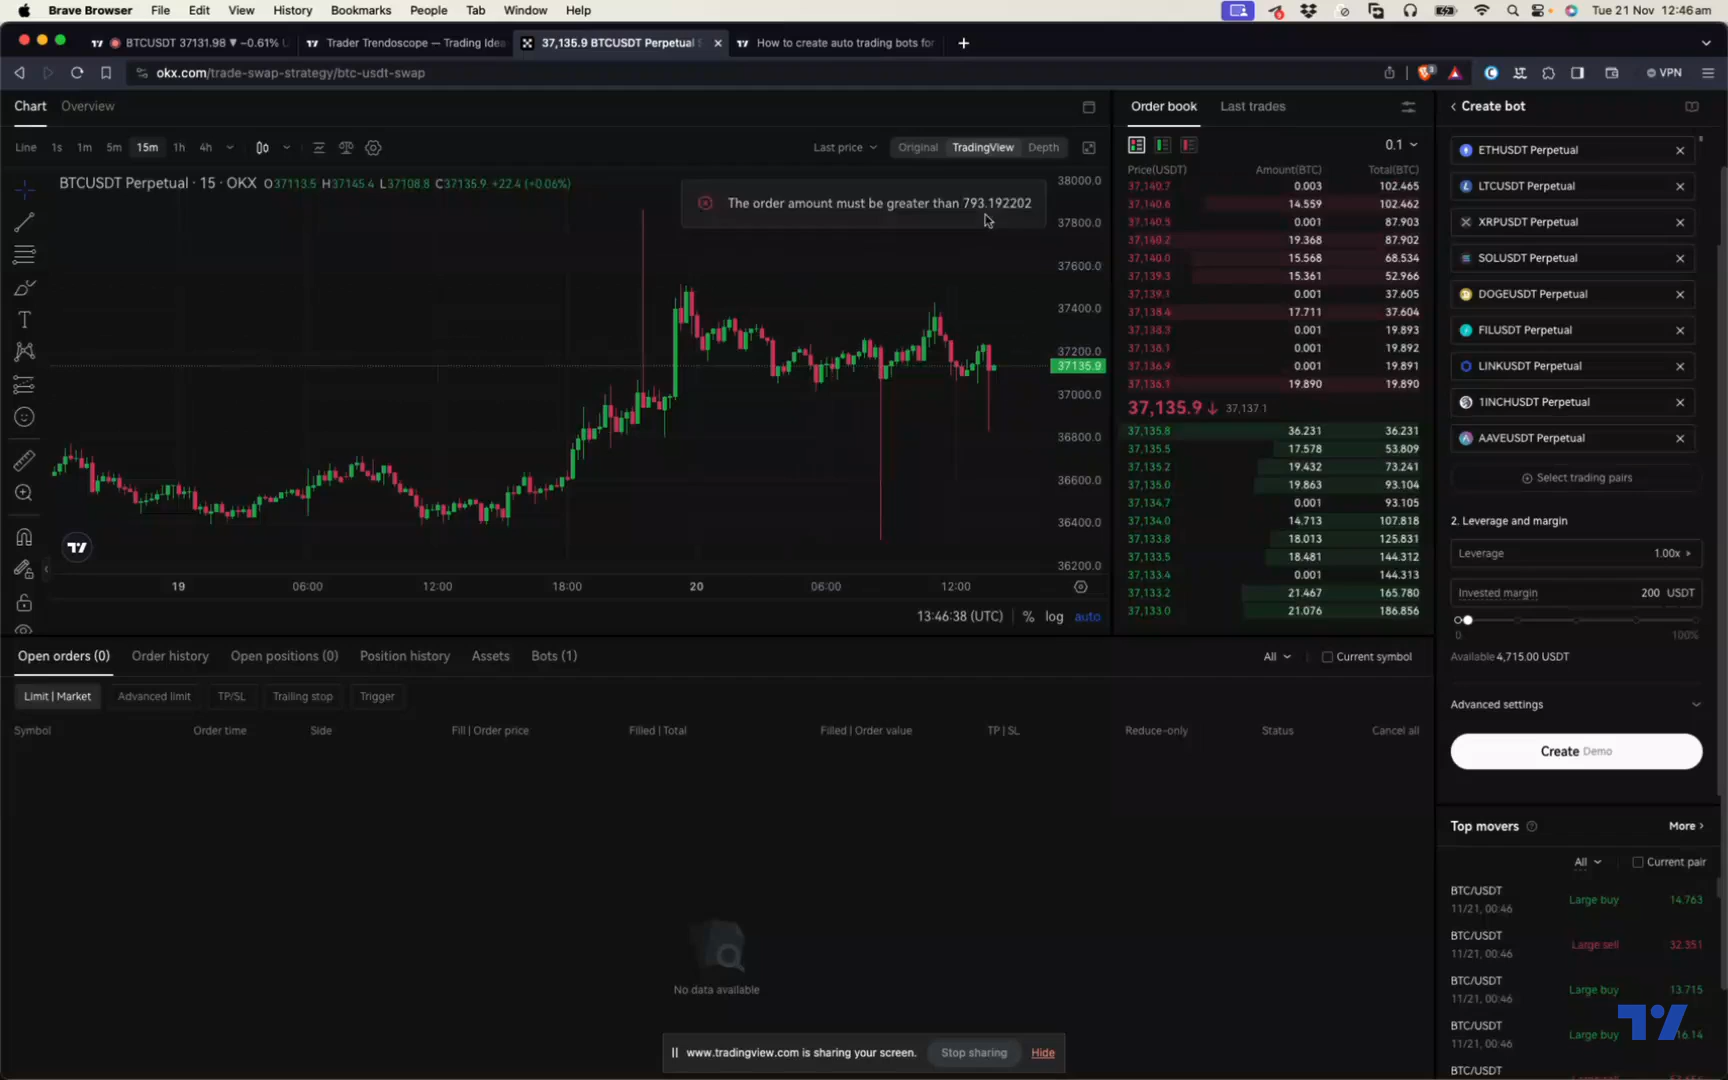 Brave Browser File Edit View History Bookmarks People Tab Window Help
Tue 21 Nov 12:46 am
BTCUSDT 37131.98 ▼ −0.61%
Trader Trendoscope — Trading Idea
37,135.9 BTCUSDT Perpetual
How to create auto trading bots for
okx.com/trade-swap-strategy/btc-usdt-swap
VPN
Chart Overview
Line 1s 1m 5m 15m 1h 4h
Last price Original TradingView Depth
BTCUSDT Perpetual · 15 · OKX O37113.5 H37145.4 L37108.8 C37135.9 +22.4 (+0.06%)
The order amount must be greater than 793.192202
38000.0
37800.0
37600.0
37400.0
37200.0
37135.9
37000.0
36800.0
36600.0
36400.0
36200.0
19 06:00 12:00 18:00 20 06:00 12:00
13:46:38 (UTC) % log auto
Order book Last trades
0.1
Price(USDT) Amount(BTC) Total(BTC)
37,140.7 0.003 102.465
37,140.6 14.559 102.462
37,140.5 0.001 87.903
37,140.2 19.368 87.902
37,140.0 15.568 68.534
37,139.3 15.361 52.966
37,139.1 0.001 37.605
37,138.4 17.711 37.604
37,138.3 0.001 19.893
37,138.1 0.001 19.892
37,136.9 0.001 19.891
37,136.1 19.890 19.890
37,135.9↓ 37,137.1
37,135.8 36.231 36.231
37,135.5 17.578 53.809
37,135.2 19.432 73.241
37,135.0 19.863 93.104
37,134.7 0.001 93.105
37,134.0 14.713 107.818
37,133.8 18.013 125.831
37,133.5 18.481 144.312
37,133.4 0.001 144.313
37,133.2 21.467 165.780
37,133.0 21.076 186.856
Create bot
ETHUSDT Perpetual
LTCUSDT Perpetual
XRPUSDT Perpetual
SOLUSDT Perpetual
DOGEUSDT Perpetual
FILUSDT Perpetual
LINKUSDT Perpetual
1INCHUSDT Perpetual
AAVEUSDT Perpetual
Select trading pairs
2. Leverage and margin
Leverage 1.00x
Invested margin 200 USDT
0 100%
Available 4,715.00 USDT
Advanced settings
Create Demo
Open orders (0) Order history Open positions (0) Position history Assets Bots (1)
All Current symbol
Limit | Market Advanced limit TP/SL Trailing stop Trigger
Symbol Order time Side Fill | Order price Filled | Total Filled | Order value TP | SL Reduce-only Status Cancel all
No data available
Top movers More
All Current pair
BTC/USDT
11/21, 00:46 Large buy 14.763
BTC/USDT
11/21, 00:46 Large sell 32.351
BTC/USDT
11/21, 00:46 Large buy 13.715
BTC/USDT
11/21, 00:46 Large buy 16.14
BTC/USDT
www.tradingview.com is sharing your screen. Stop sharing Hide